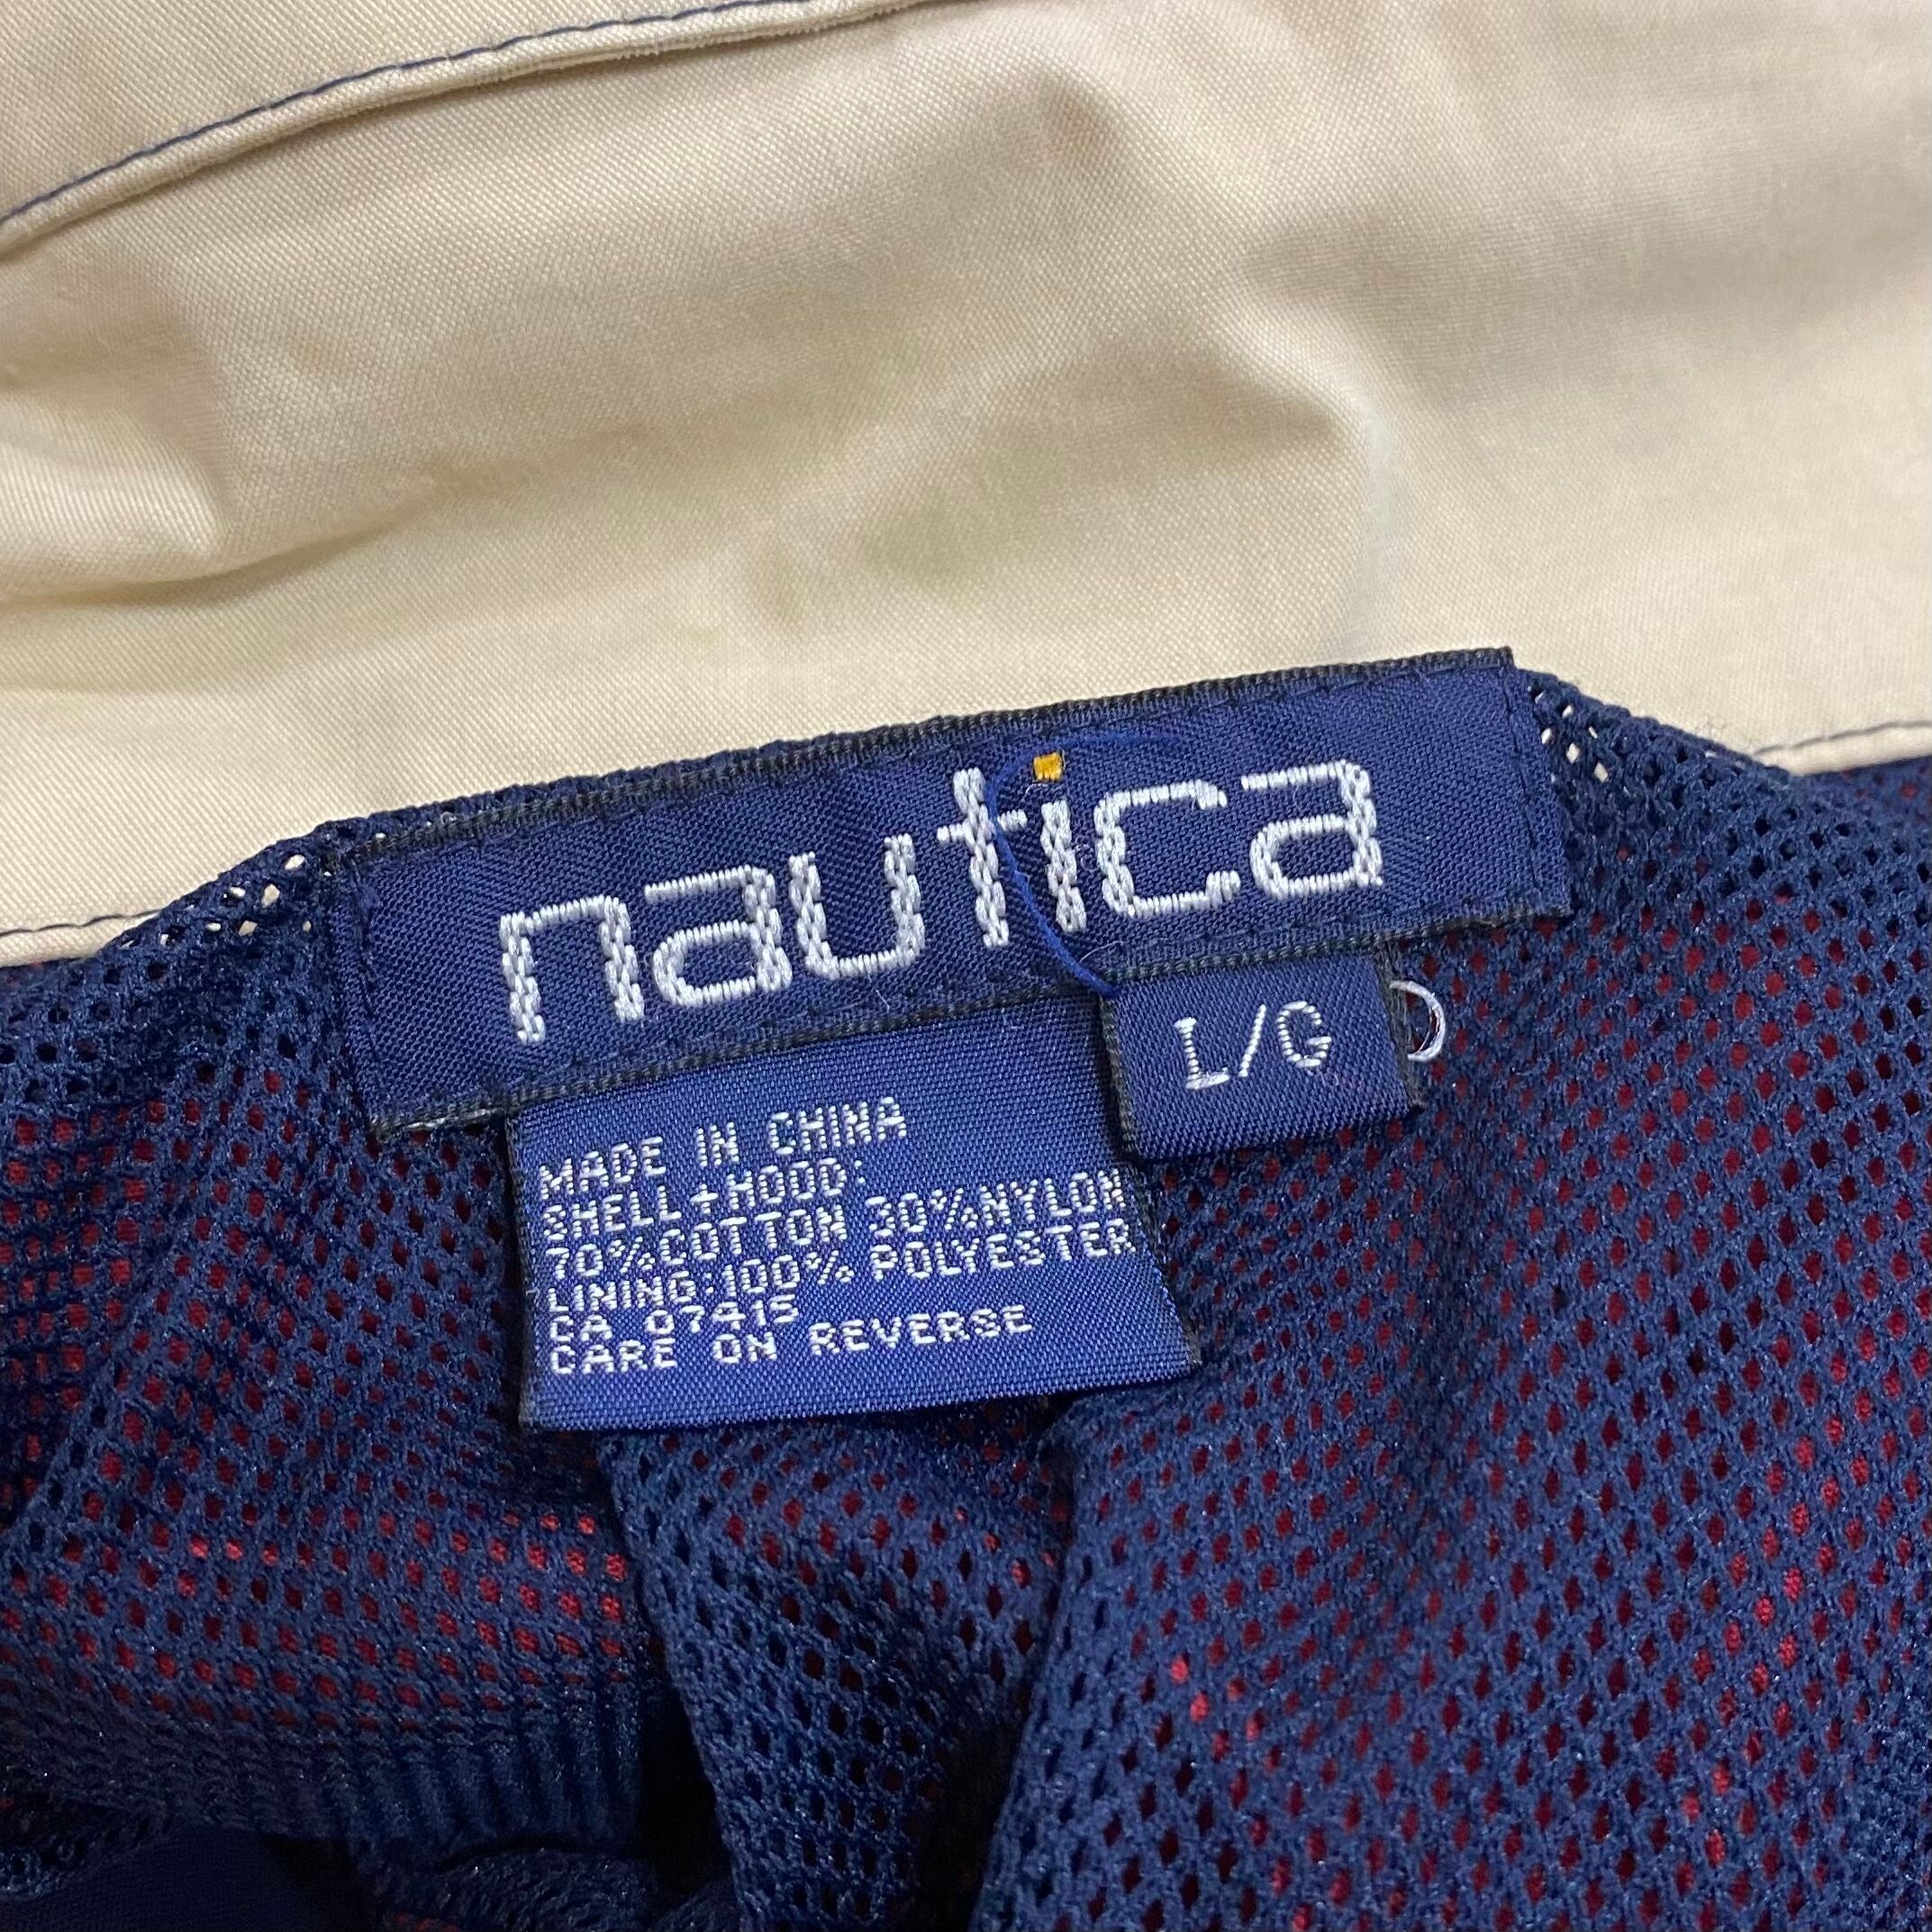 nautica
L/G
MADE IN CHINA
SHELL+HOOD:
70%COTTON 30%NYLON
LINING:100% POLYESTER
CA 07415
CARE ON REVERSE